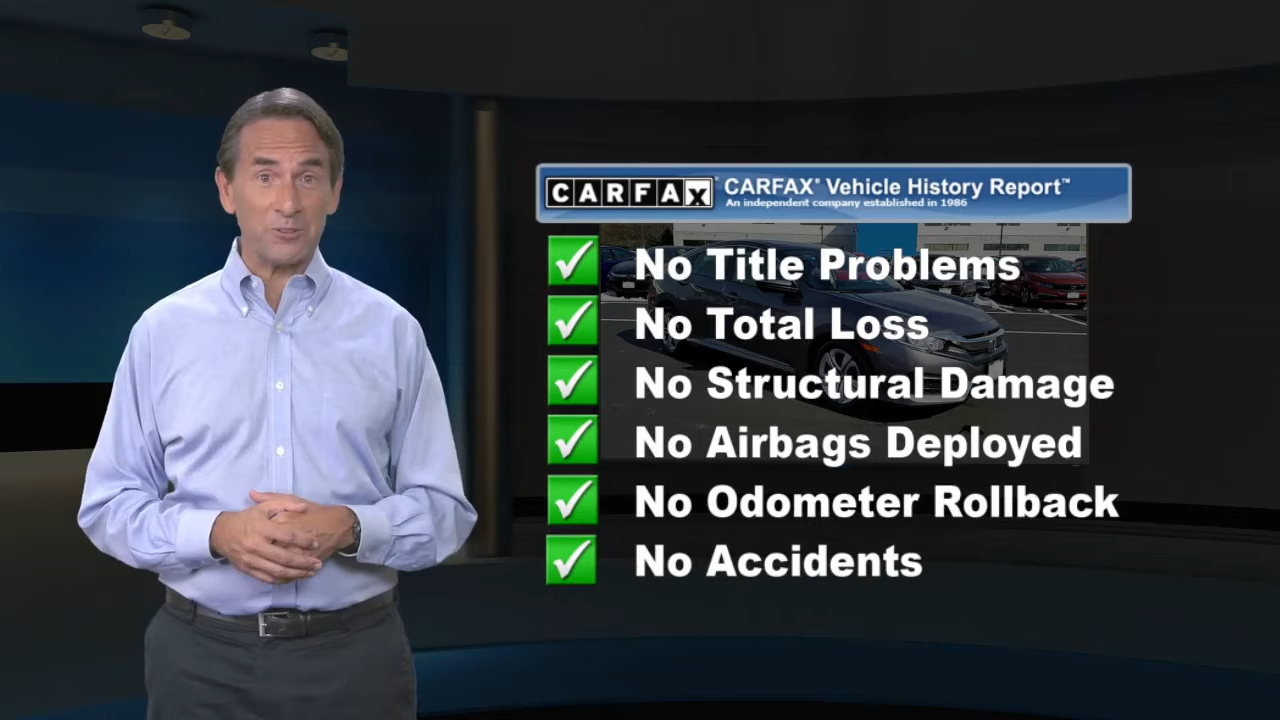 CARFAX
CARFAX® Vehicle History Report™
An independent company established in 1986
No Title Problems
No Total Loss
No Structural Damage
No Airbags Deployed
No Odometer Rollback
No Accidents